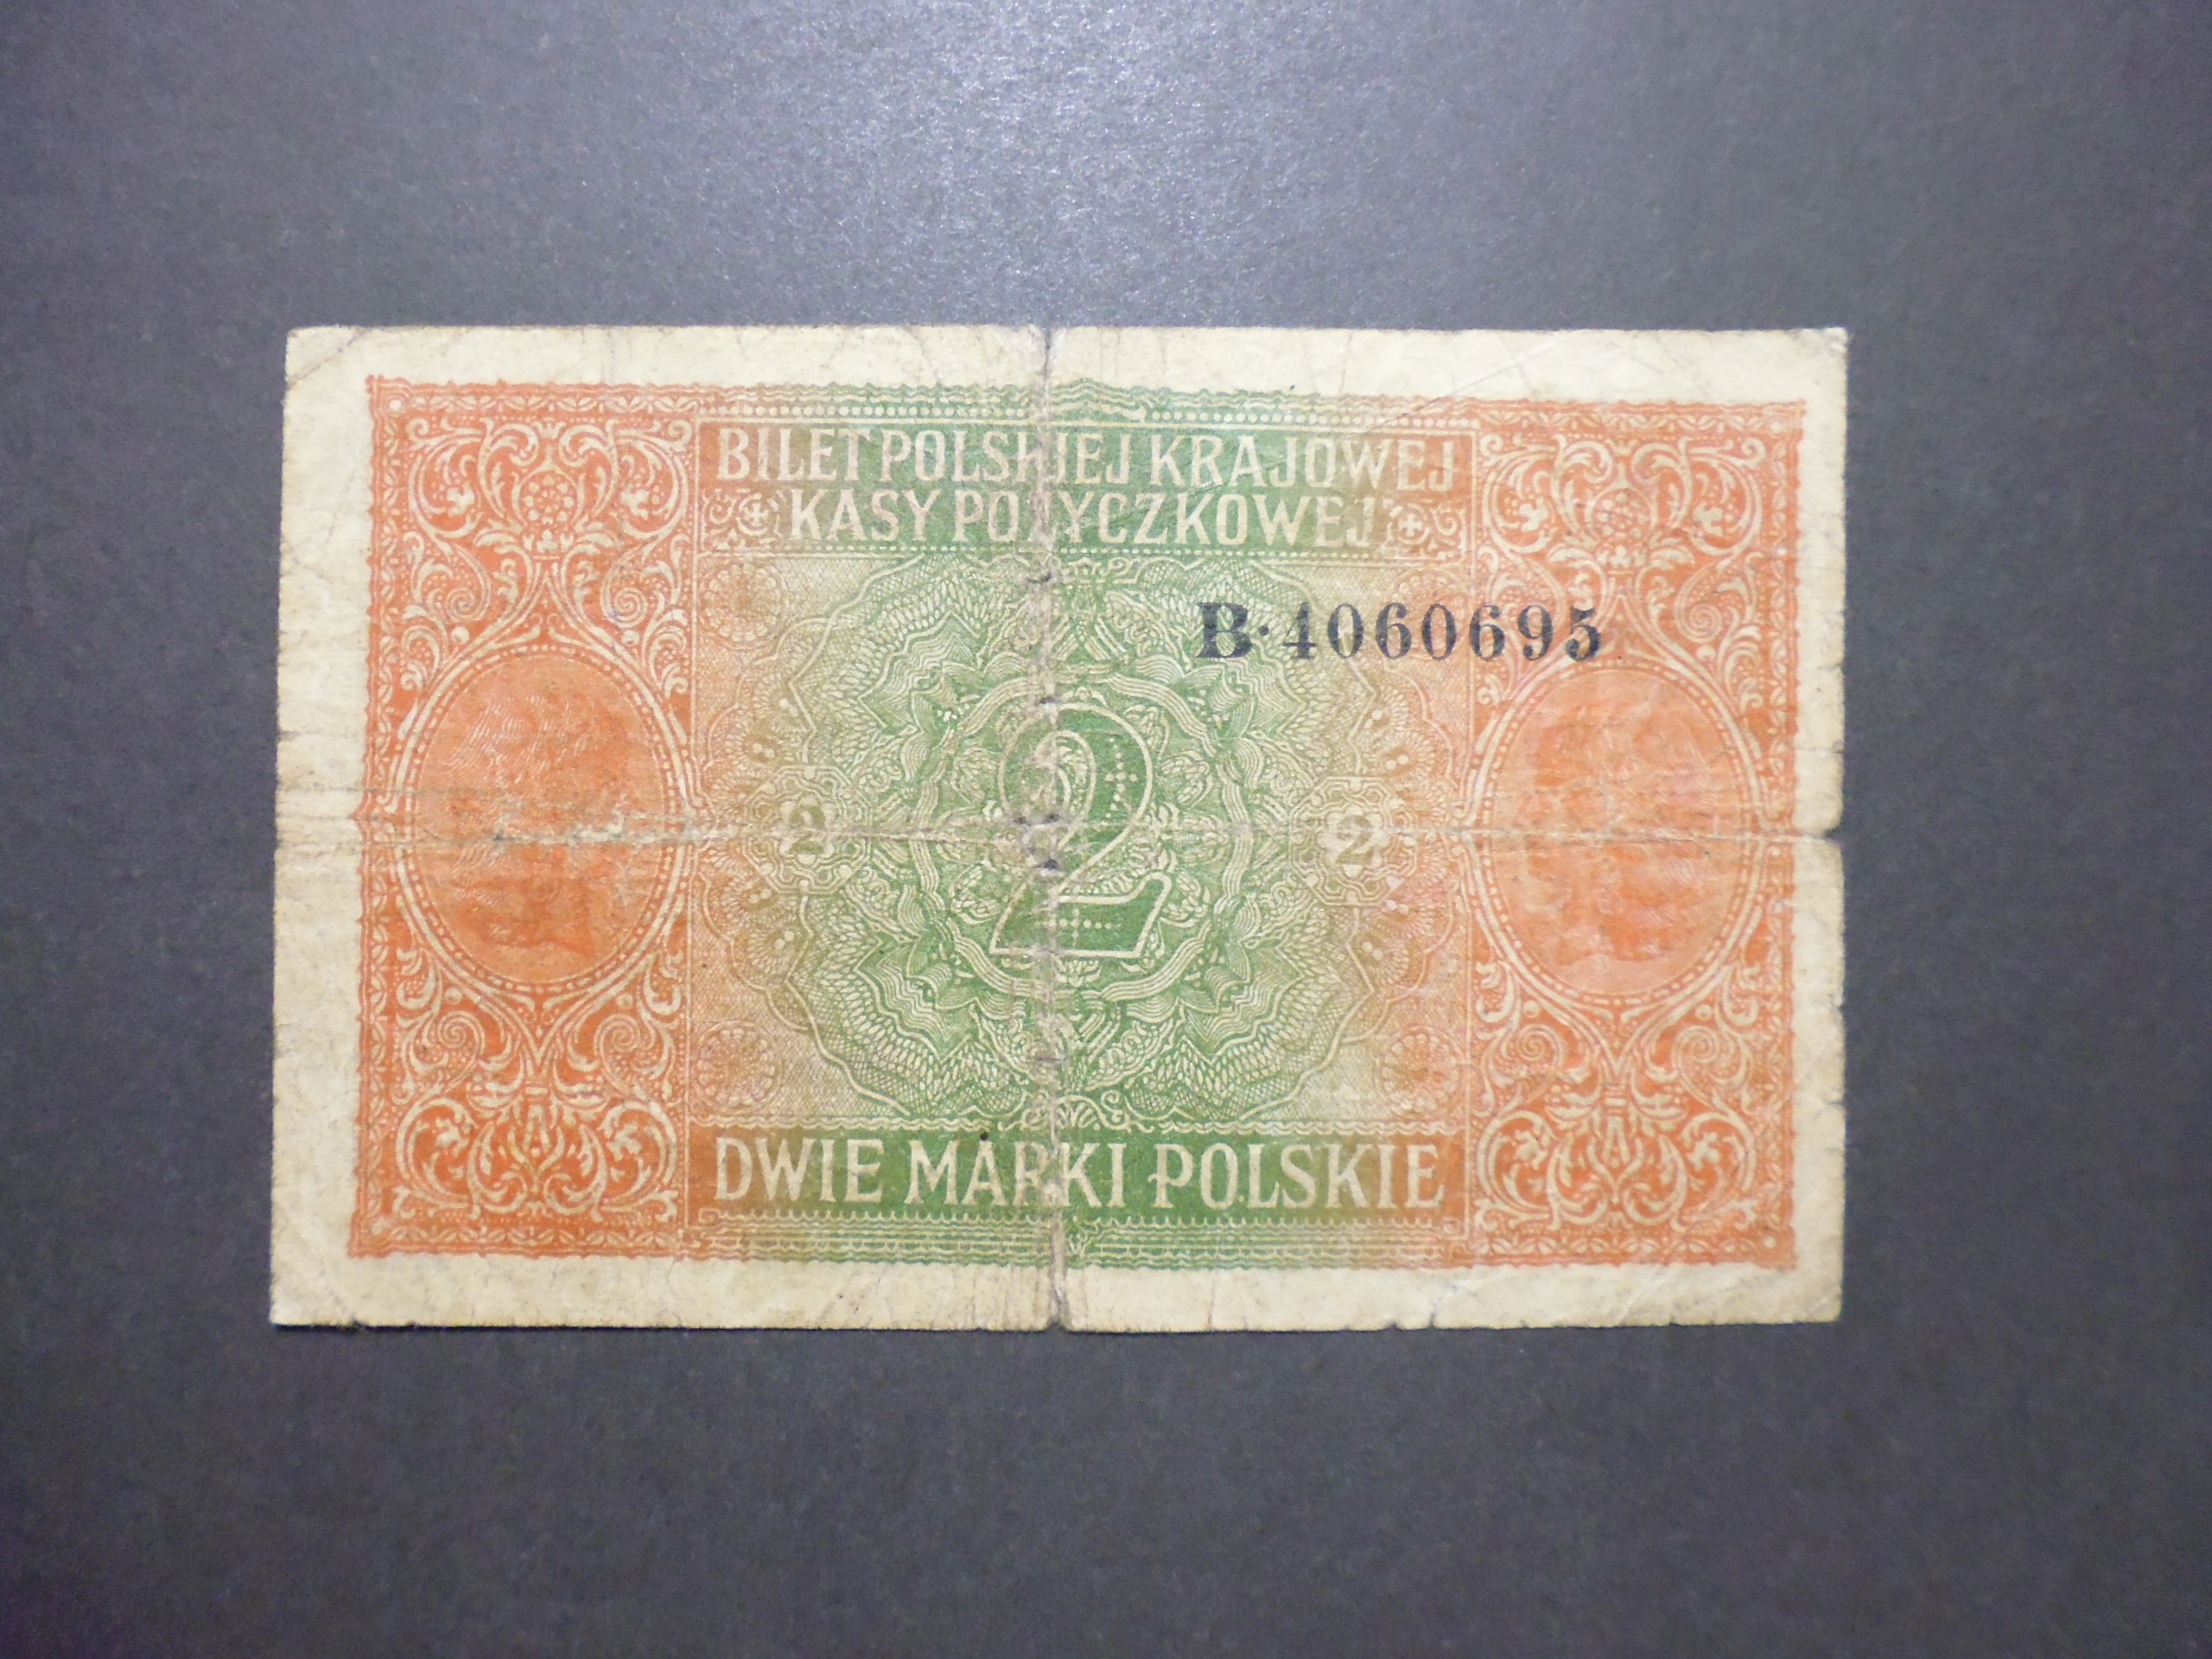 BILET POLSKIEJ KRAJOWEJ
KASY POŻYCZKOWEJ
B·4060695
2
2 2
DWIE MARKI POLSKIE